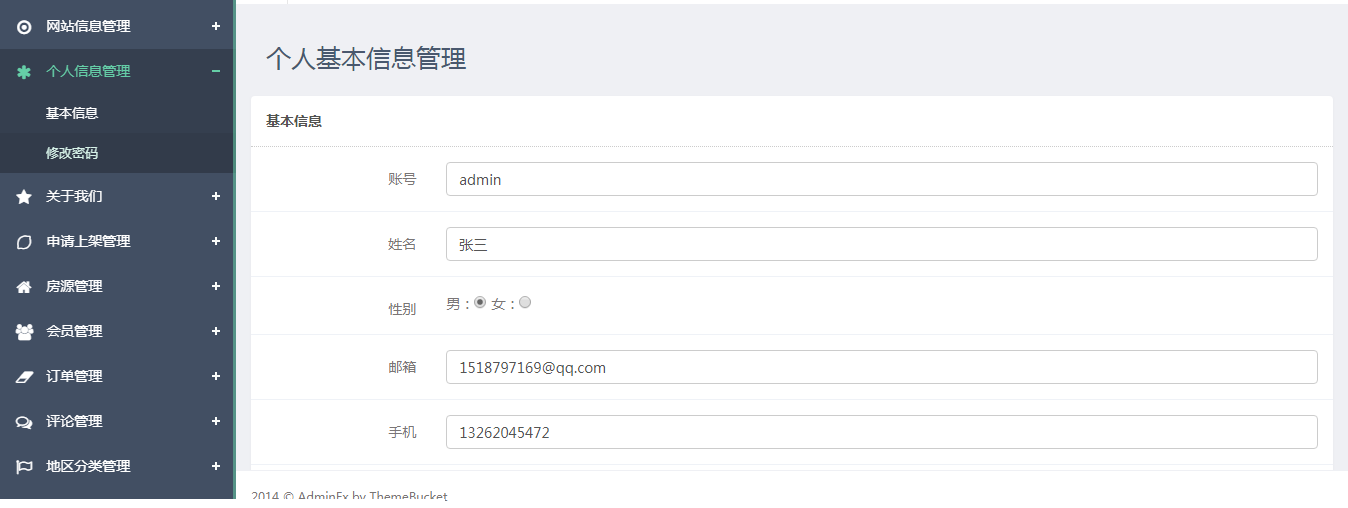 网站信息管理
个人信息管理
基本信息
修改密码
关于我们
申请上架管理
房源管理
会员管理
订单管理
评论管理
地区分类管理
个人基本信息管理
基本信息
账号 admin
姓名 张三
性别 男：女：
邮箱 1518797169@qq.com
手机 13262045472
2014 © AdminEx by ThemeBucket